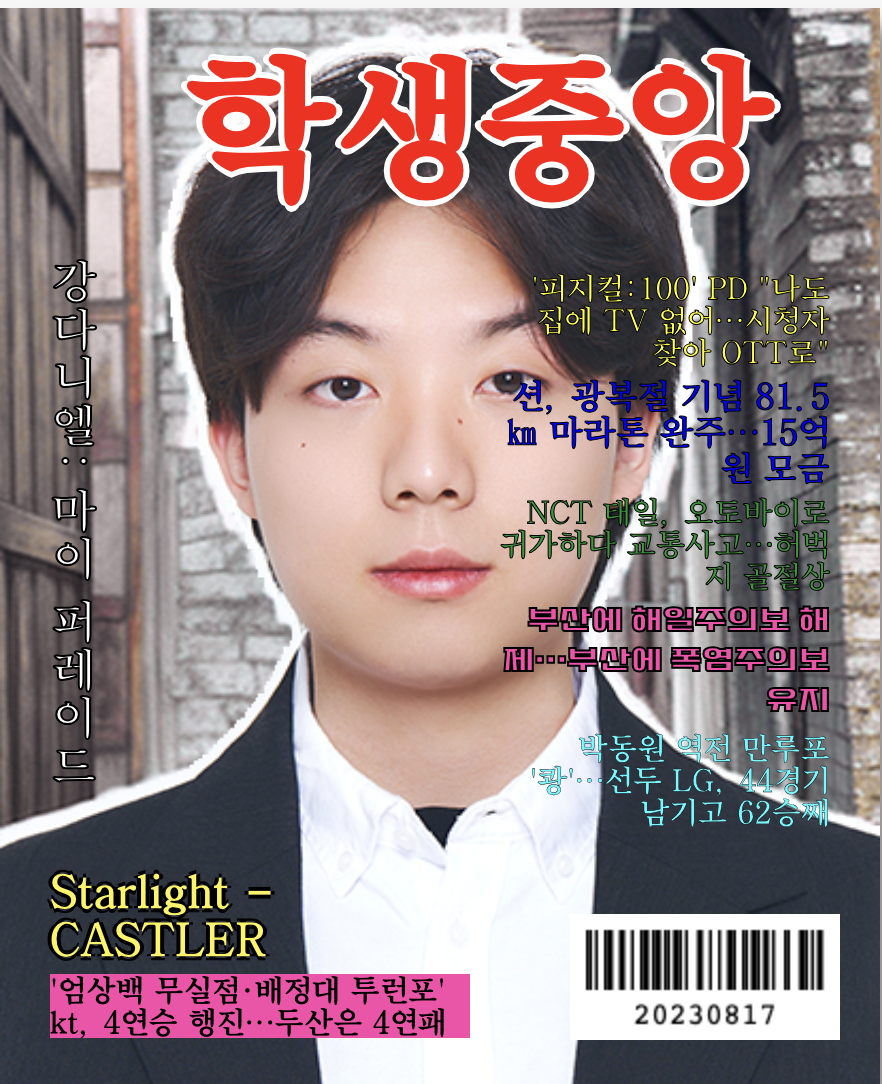 학생중앙
강다니엘: 마이 퍼레이드
'피지컬:100' PD "나도
집에 TV 없어…시청자
찾아 OTT로"
션, 광복절 기념 81.5
㎞ 마라톤 완주…15억
원 모금
NCT 태일, 오토바이로
귀가하다 교통사고…허벅
지 골절상
부산에 해일주의보 해
제…부산에 폭염주의보
유지
박동원 역전 만루포
'쾅'…선두 LG, 44경기
남기고 62승째
Starlight -
CASTLER
'엄상백 무실점·배정대 투런포'
kt, 4연승 행진…두산은 4연패
20230817